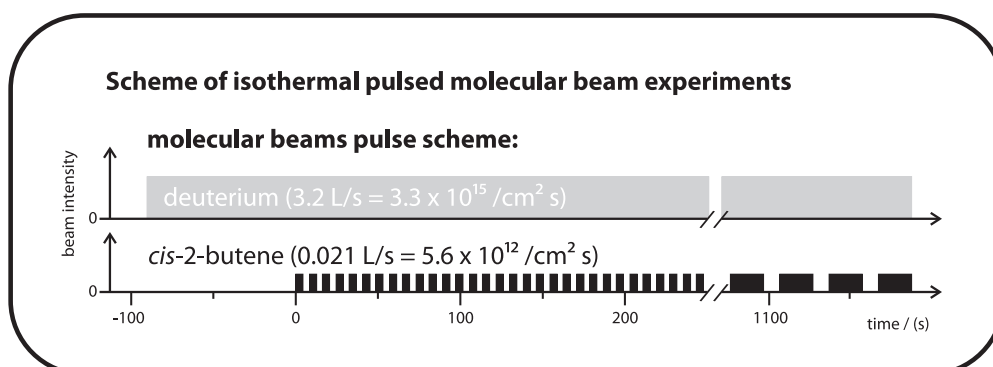 Scheme of isothermal pulsed molecular beam experiments
molecular beams pulse scheme:
beam intensity
deuterium (3.2 L/s = 3.3 x 10¹⁵ /cm² s)
0
cis-2-butene (0.021 L/s = 5.6 x 10¹² /cm² s)
0
-100 0 100 200 1100 time / (s)